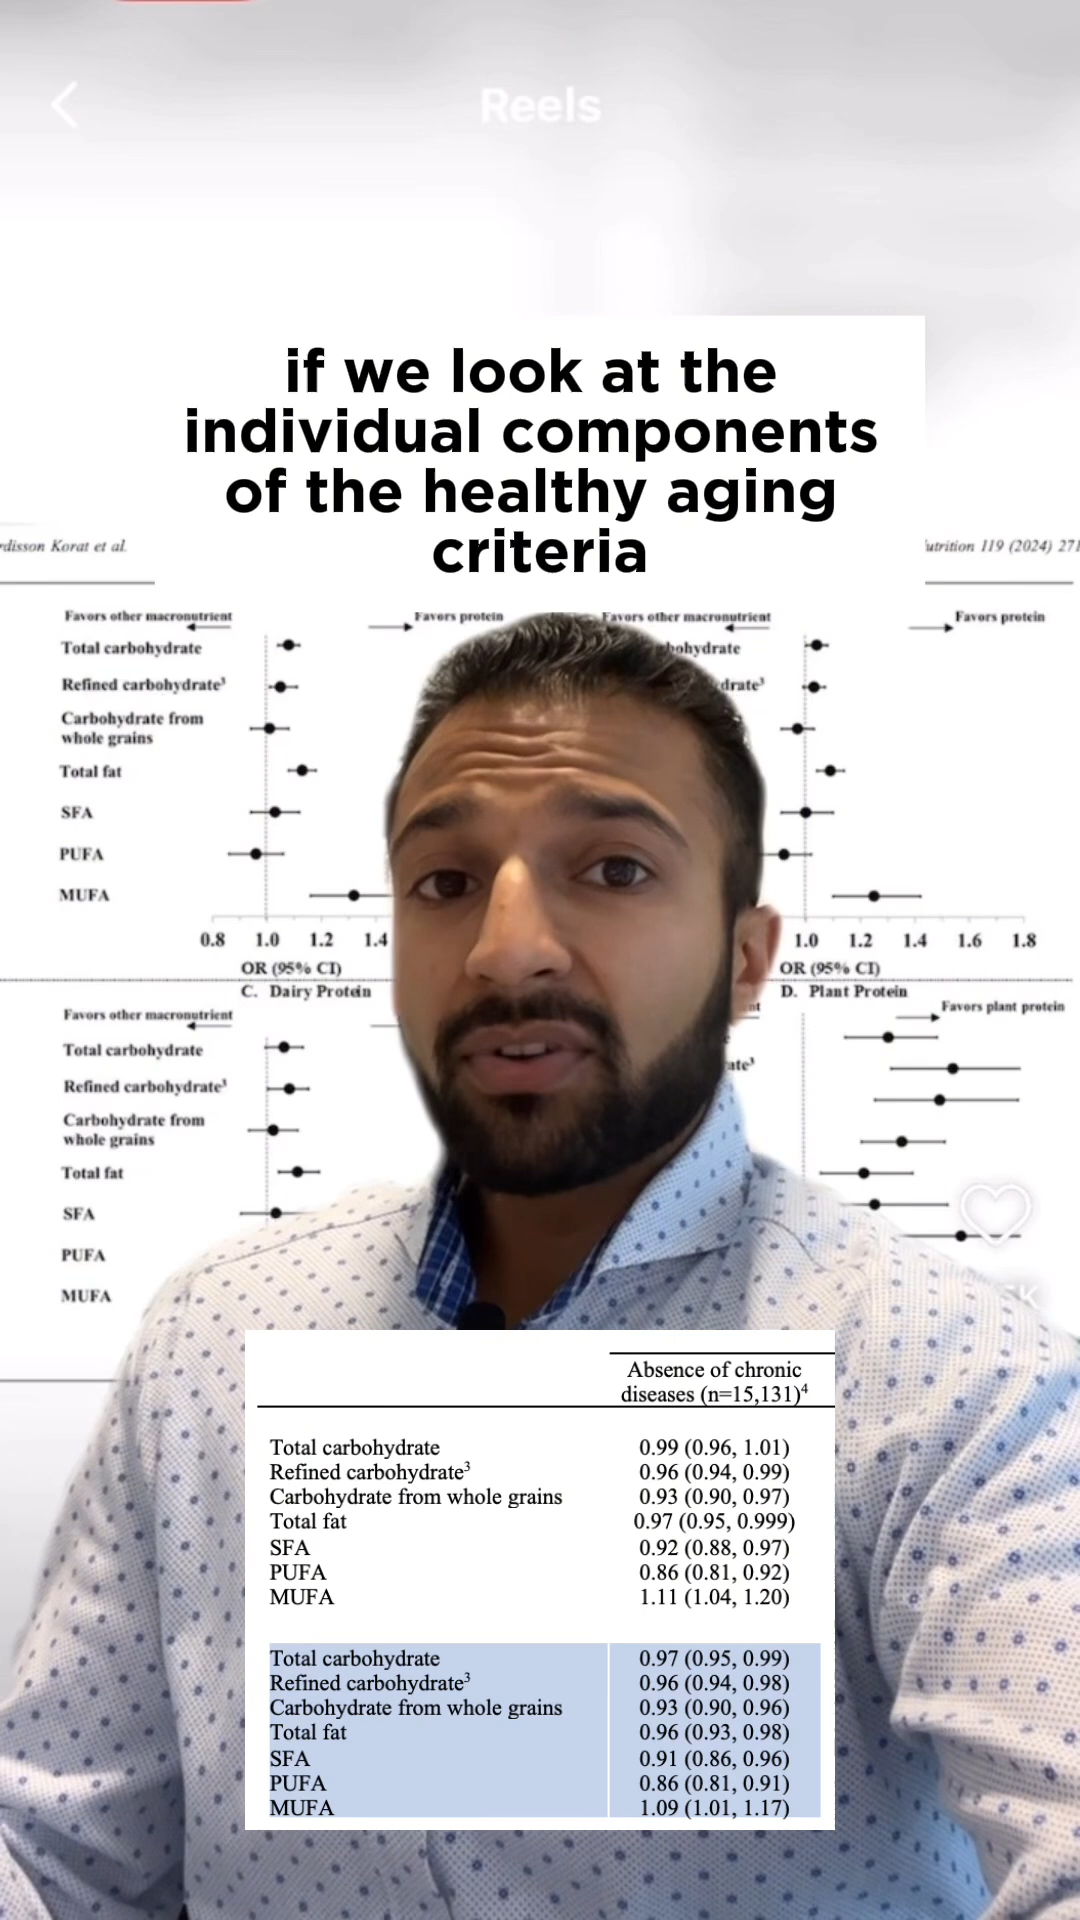 Reels
if we look at the
individual components
of the healthy aging
criteria
rdisson Korat et al.
utrition 119 (2024) 271
Favors other macronutrient
Favors protein
Total carbohydrate
Refined carbohydrate³
Carbohydrate from
whole grains
Total fat
SFA
PUFA
MUFA
0.8 1.0 1.2 1.4
OR (95% CI)
Favors other macronutrient
Favors protein
bohydrate
drate³
1.0 1.2 1.4 1.6 1.8
OR (95% CI)
C. Dairy Protein
Favors other macronutrient
Total carbohydrate
Refined carbohydrate³
Carbohydrate from
whole grains
Total fat
SFA
PUFA
MUFA
D. Plant Protein
nt
Favors plant protein
ate³
Absence of chronic
diseases (n=15,131)⁴
Total carbohydrate 0.99 (0.96, 1.01)
Refined carbohydrate³ 0.96 (0.94, 0.99)
Carbohydrate from whole grains 0.93 (0.90, 0.97)
Total fat 0.97 (0.95, 0.999)
SFA 0.92 (0.88, 0.97)
PUFA 0.86 (0.81, 0.92)
MUFA 1.11 (1.04, 1.20)
Total carbohydrate 0.97 (0.95, 0.99)
Refined carbohydrate³ 0.96 (0.94, 0.98)
Carbohydrate from whole grains 0.93 (0.90, 0.96)
Total fat 0.96 (0.93, 0.98)
SFA 0.91 (0.86, 0.96)
PUFA 0.86 (0.81, 0.91)
MUFA 1.09 (1.01, 1.17)